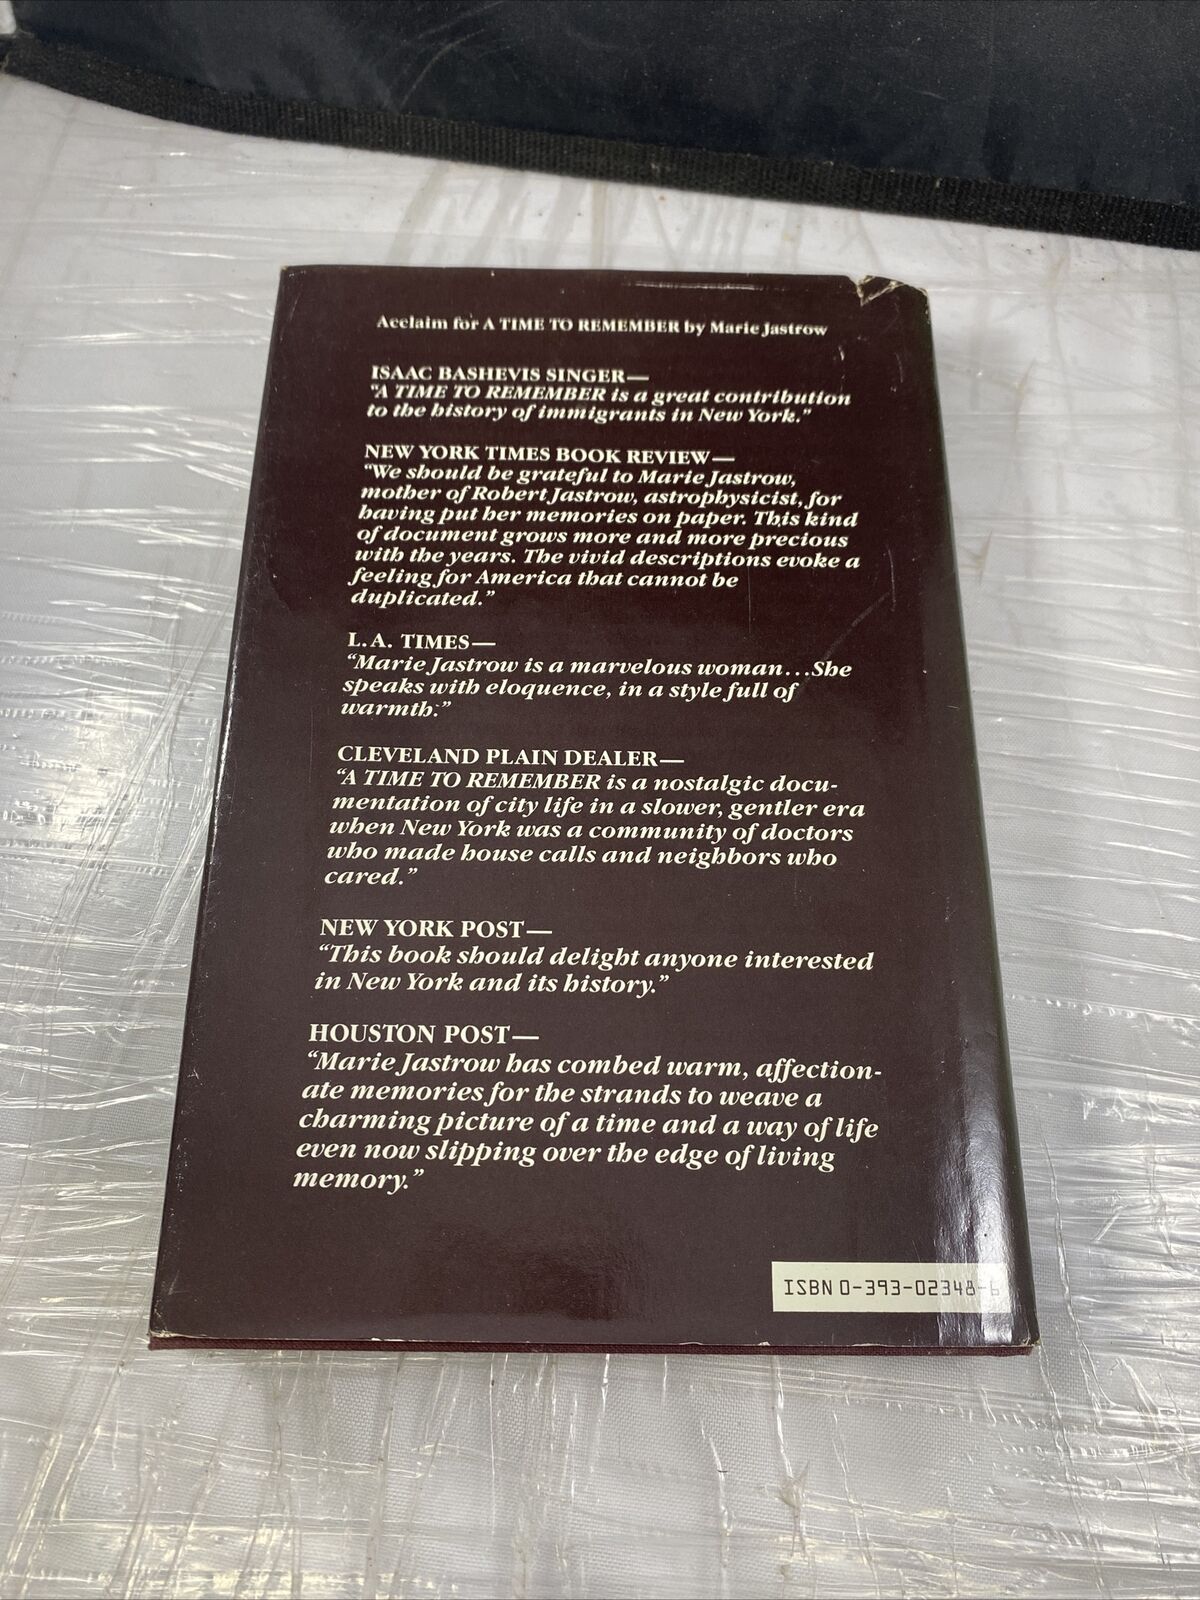 Acclaim for A TIME TO REMEMBER by Marie Jastrow
ISAAC BASHEVIS SINGER—
"A TIME TO REMEMBER is a great contribution
to the history of immigrants in New York."
NEW YORK TIMES BOOK REVIEW—
"We should be grateful to Marie Jastrow,
mother of Robert Jastrow, astrophysicist, for
having put her memories on paper. This kind
of document grows more and more precious
with the years. The vivid descriptions evoke a
feeling for America that cannot be
duplicated."
L.A. TIMES—
"Marie Jastrow is a marvelous woman...She
speaks with eloquence, in a style full of
warmth."
CLEVELAND PLAIN DEALER—
"A TIME TO REMEMBER is a nostalgic docu-
mentation of city life in a slower, gentler era
when New York was a community of doctors
who made house calls and neighbors who
cared."
NEW YORK POST—
"This book should delight anyone interested
in New York and its history."
HOUSTON POST—
"Marie Jastrow has combed warm, affection-
ate memories for the strands to weave a
charming picture of a time and a way of life
even now slipping over the edge of living
memory."
ISBN 0-393-02348-6